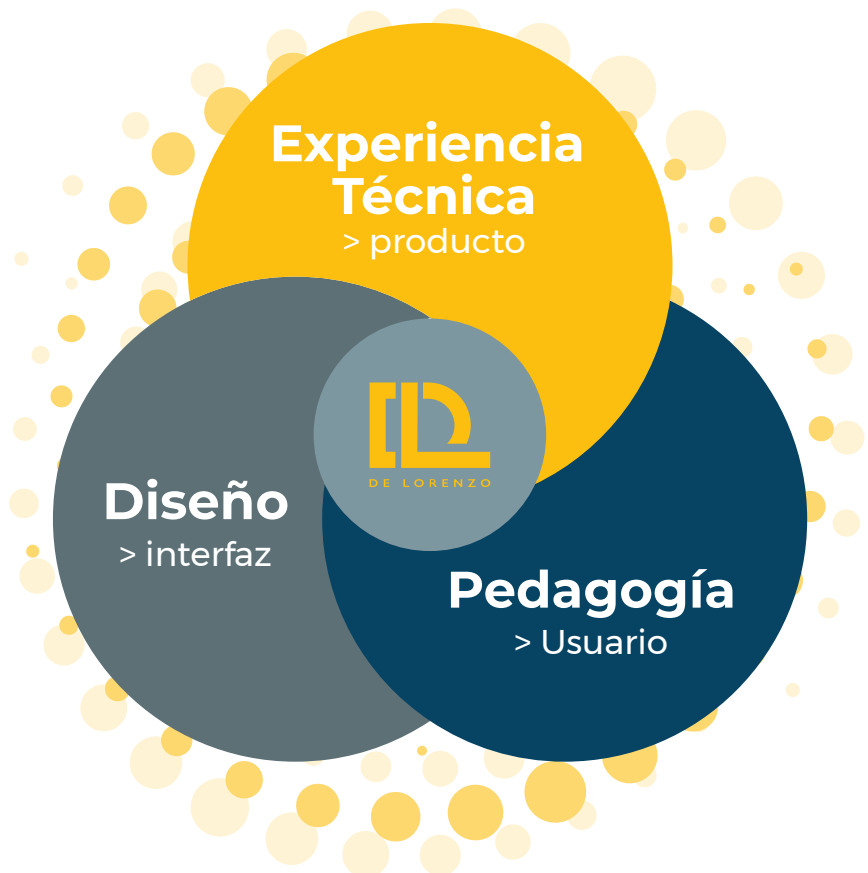 Experiencia
Técnica
> producto
DE LORENZO
Diseño
> interfaz
Pedagogía
> Usuario